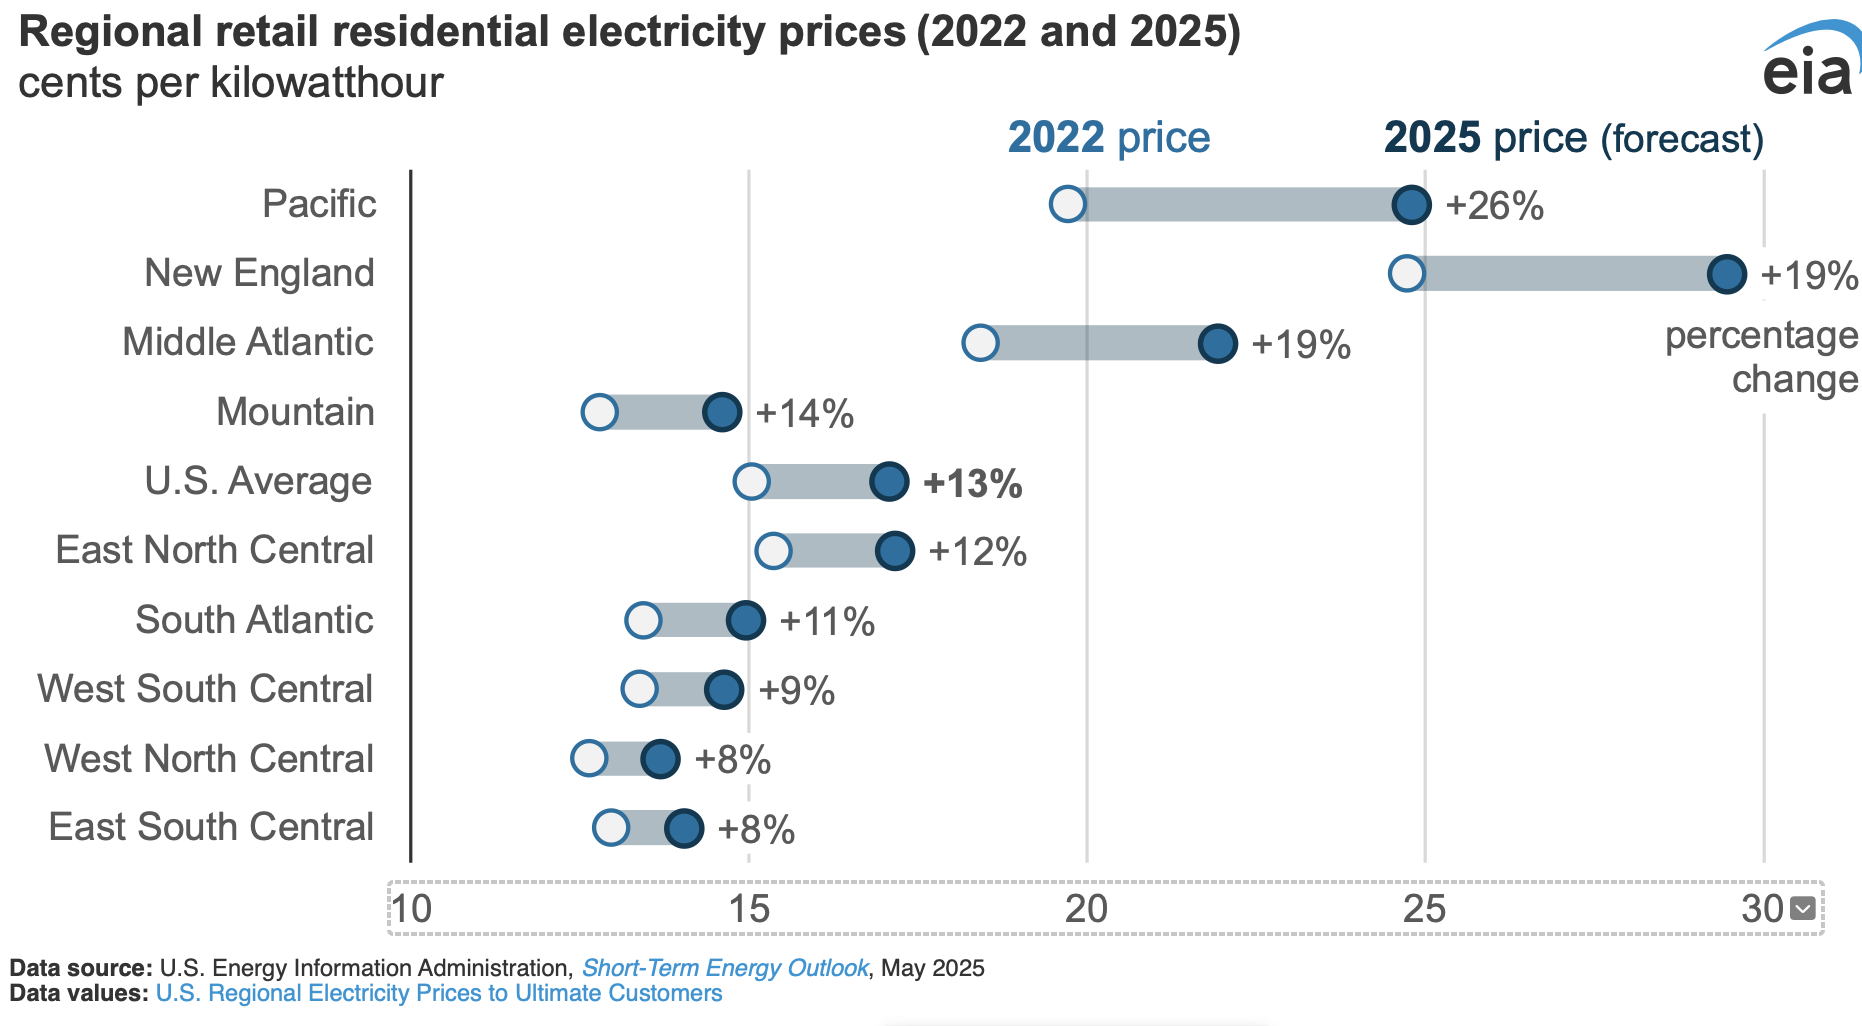 Regional retail residential electricity prices (2022 and 2025)
cents per kilowatthour
eia
2022 price
2025 price (forecast)
Pacific
+26%
New England
+19%
percentage
change
Middle Atlantic
+19%
Mountain
+14%
U.S. Average
+13%
East North Central
+12%
South Atlantic
+11%
West South Central
+9%
West North Central
+8%
East South Central
+8%
10 15 20 25 30
Data source: U.S. Energy Information Administration, Short-Term Energy Outlook, May 2025
Data values: U.S. Regional Electricity Prices to Ultimate Customers